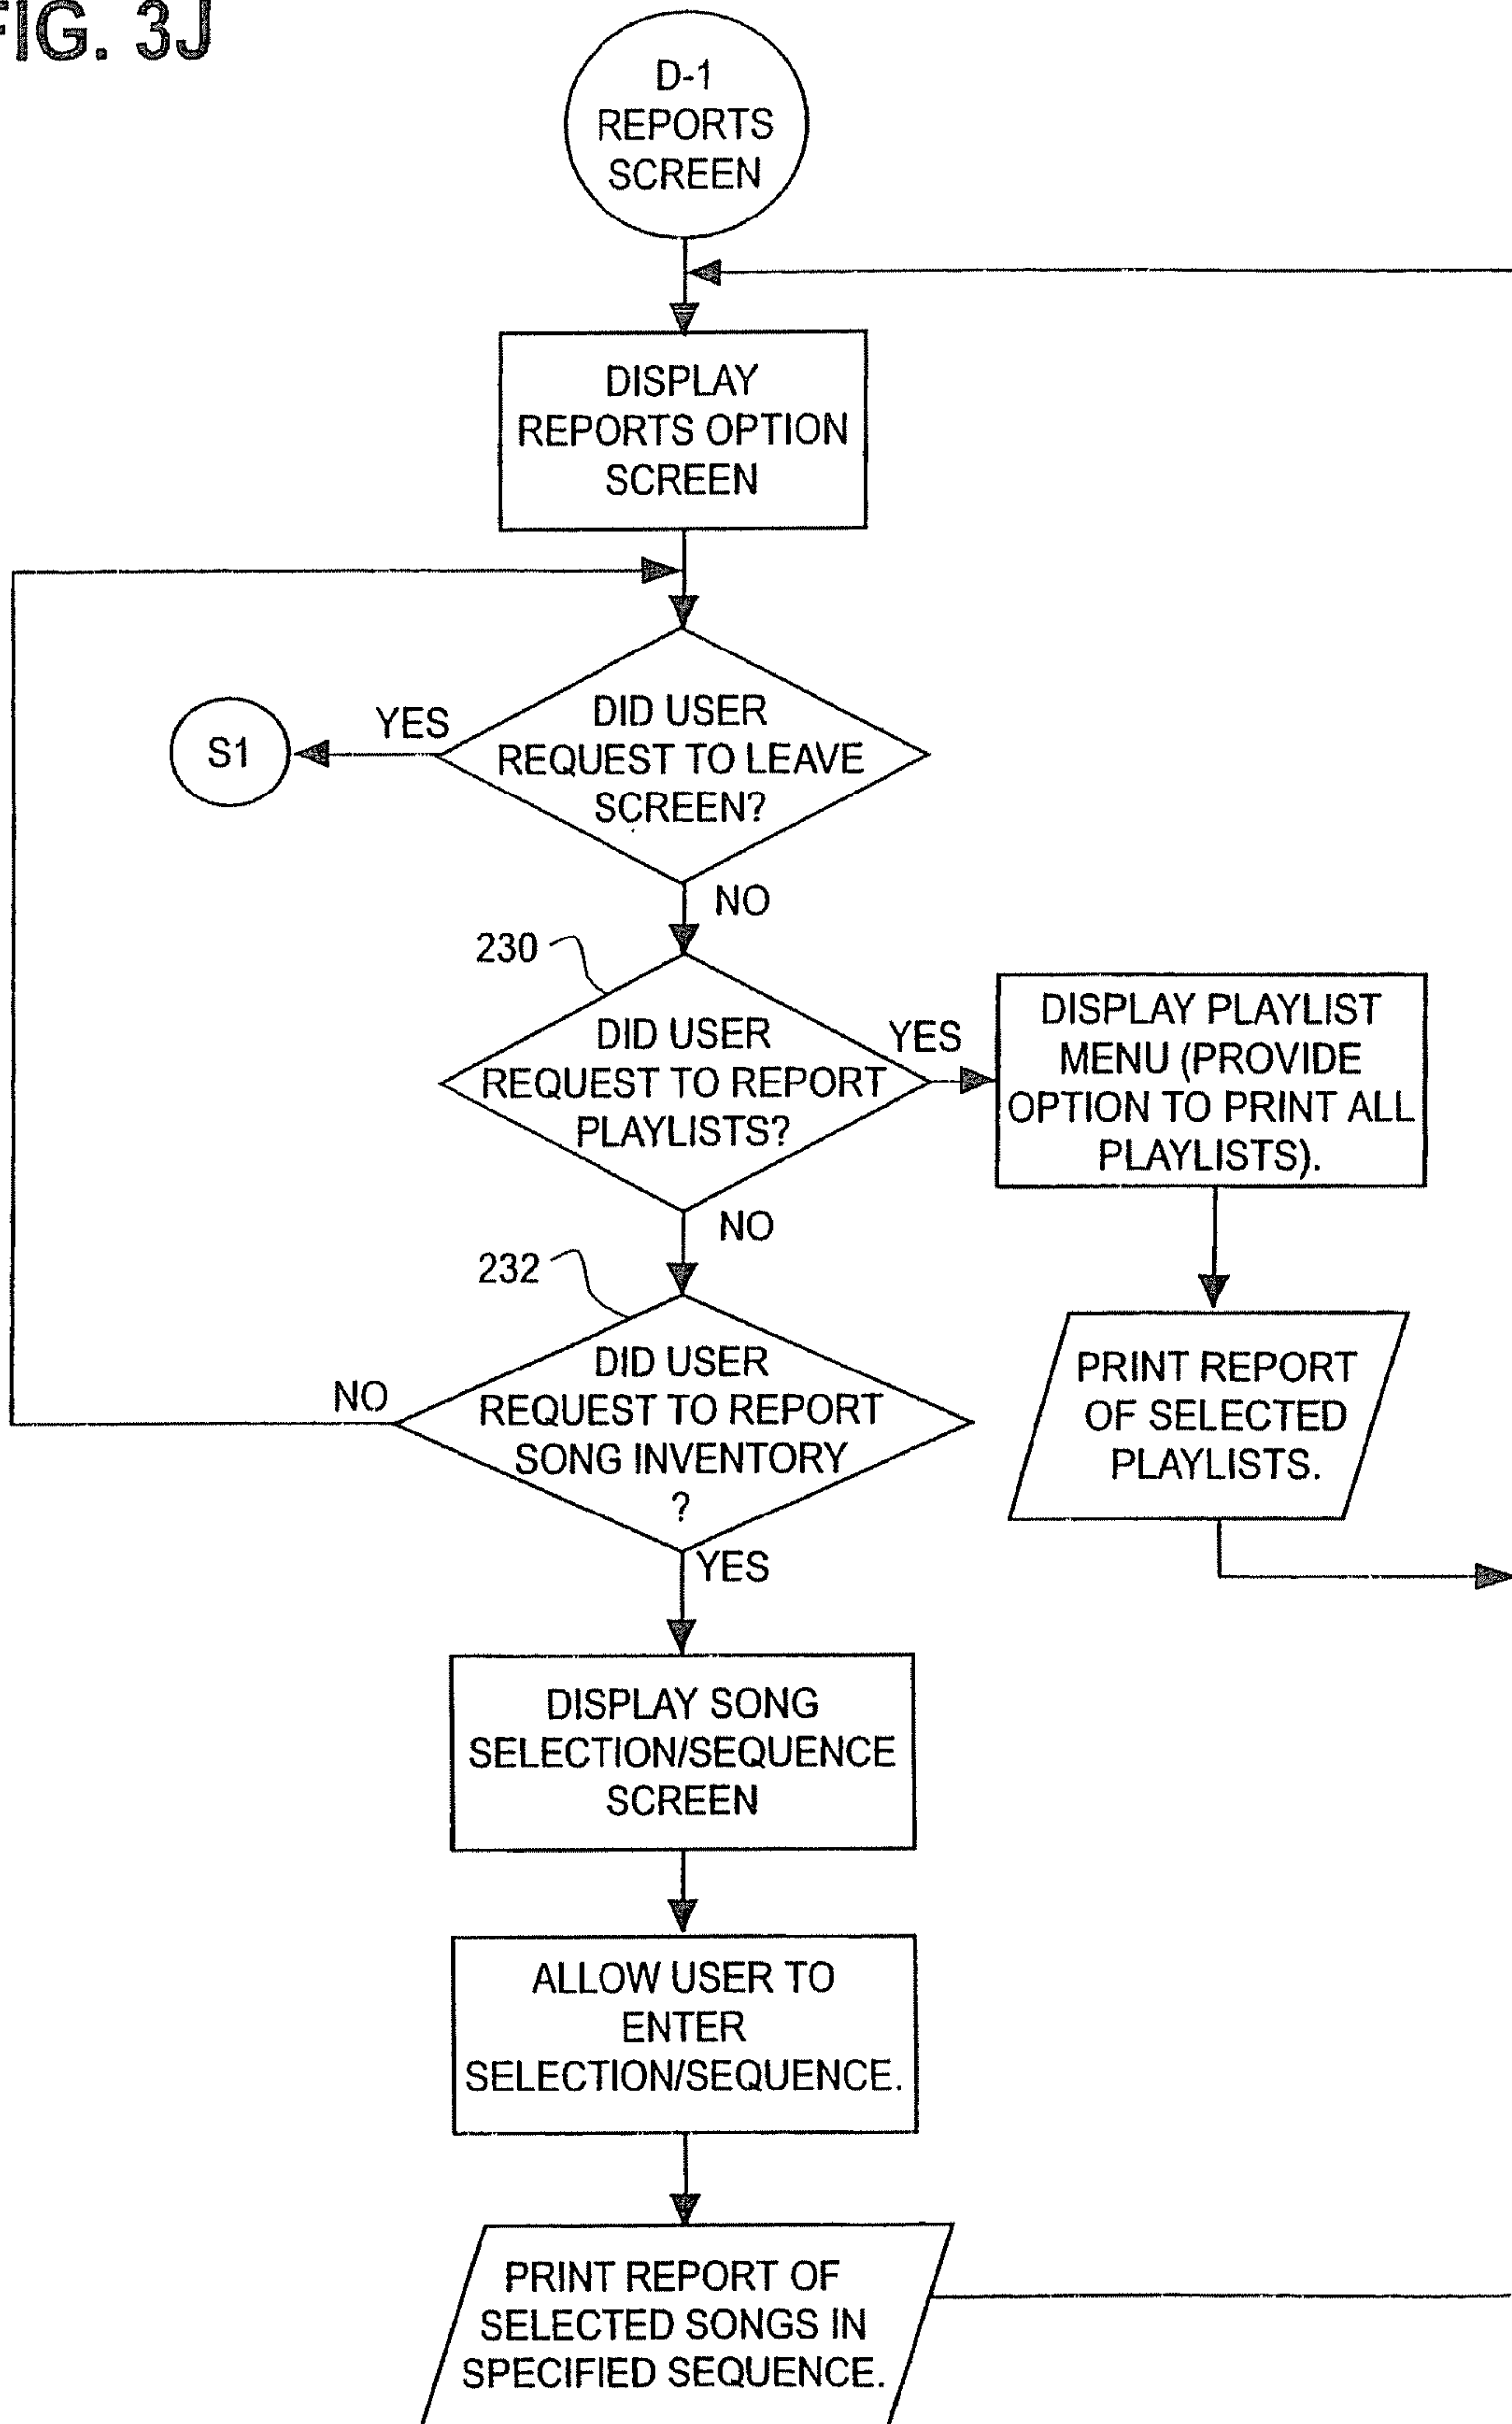 FIG. 3J
D-1
REPORTS
SCREEN
DISPLAY
REPORTS OPTION
SCREEN
S1
YES
DID USER
REQUEST TO LEAVE
SCREEN?
NO
230
DID USER
REQUEST TO REPORT
PLAYLISTS?
YES
DISPLAY PLAYLIST
MENU (PROVIDE
OPTION TO PRINT ALL
PLAYLISTS).
NO
232
DID USER
REQUEST TO REPORT
SONG INVENTORY
?
NO
PRINT REPORT
OF SELECTED
PLAYLISTS.
YES
DISPLAY SONG
SELECTION/SEQUENCE
SCREEN
ALLOW USER TO
ENTER
SELECTION/SEQUENCE.
PRINT REPORT OF
SELECTED SONGS IN
SPECIFIED SEQUENCE.